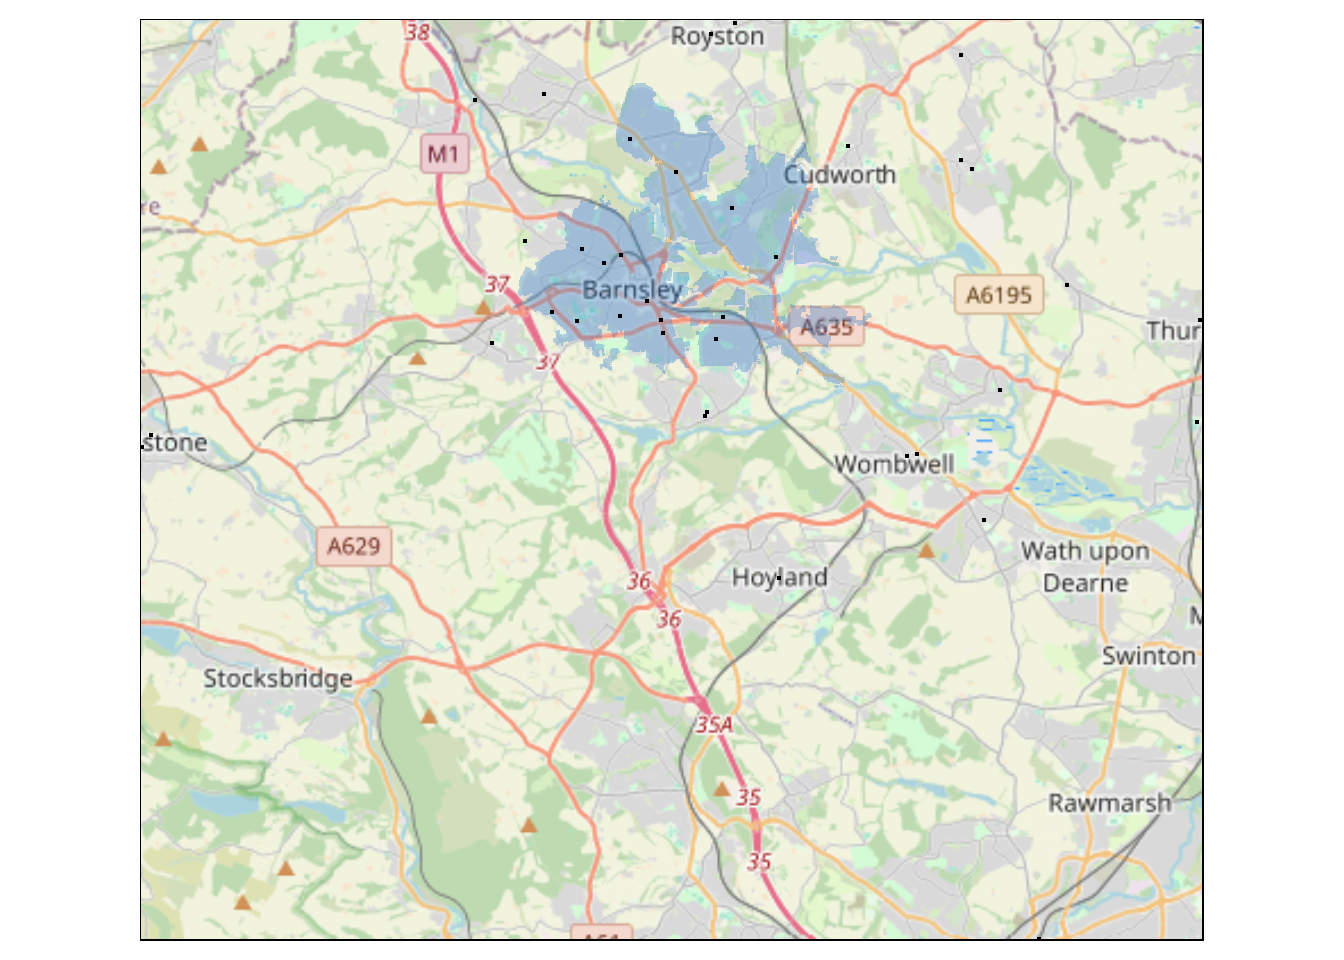 38
Royston
M1
Cudworth
re
37
Barnsley
A6195
A635
Thur
37
stone
Wombwell
A629
Wath upon
Dearne
36
Hoyland
36
M
Swinton
Stocksbridge
35A
35
Rawmarsh
35
A61